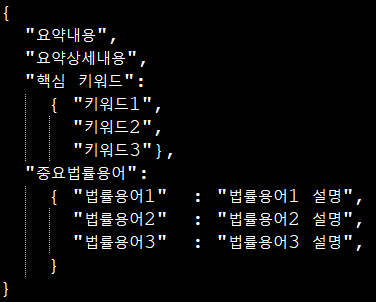 {
"요약내용",
"요약상세내용",
"핵심 키워드":
{ "키워드1",
"키워드2",
"키워드3"},
"중요법률용어":
{ "법률용어1" : "법률용어1 설명",
"법률용어2" : "법률용어2 설명",
"법률용어3" : "법률용어3 설명",
}
}